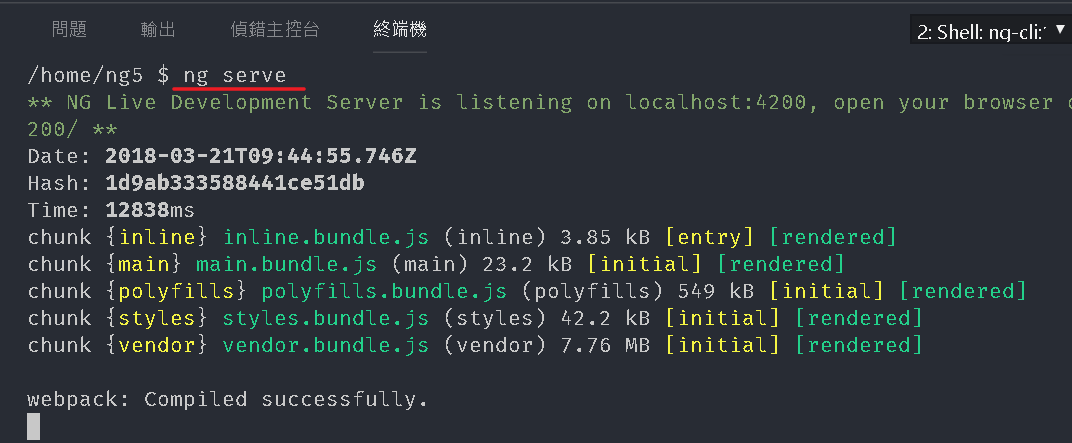 問題 輸出 偵錯主控台 終端機 2: Shell: ng-cli:
/home/ng5 $ ng serve
** NG Live Development Server is listening on localhost:4200, open your browser
200/ **
Date: 2018-03-21T09:44:55.746Z
Hash: 1d9ab333588441ce51db
Time: 12838ms
chunk {inline} inline.bundle.js (inline) 3.85 kB [entry] [rendered]
chunk {main} main.bundle.js (main) 23.2 kB [initial] [rendered]
chunk {polyfills} polyfills.bundle.js (polyfills) 549 kB [initial] [rendered]
chunk {styles} styles.bundle.js (styles) 42.2 kB [initial] [rendered]
chunk {vendor} vendor.bundle.js (vendor) 7.76 MB [initial] [rendered]
webpack: Compiled successfully.